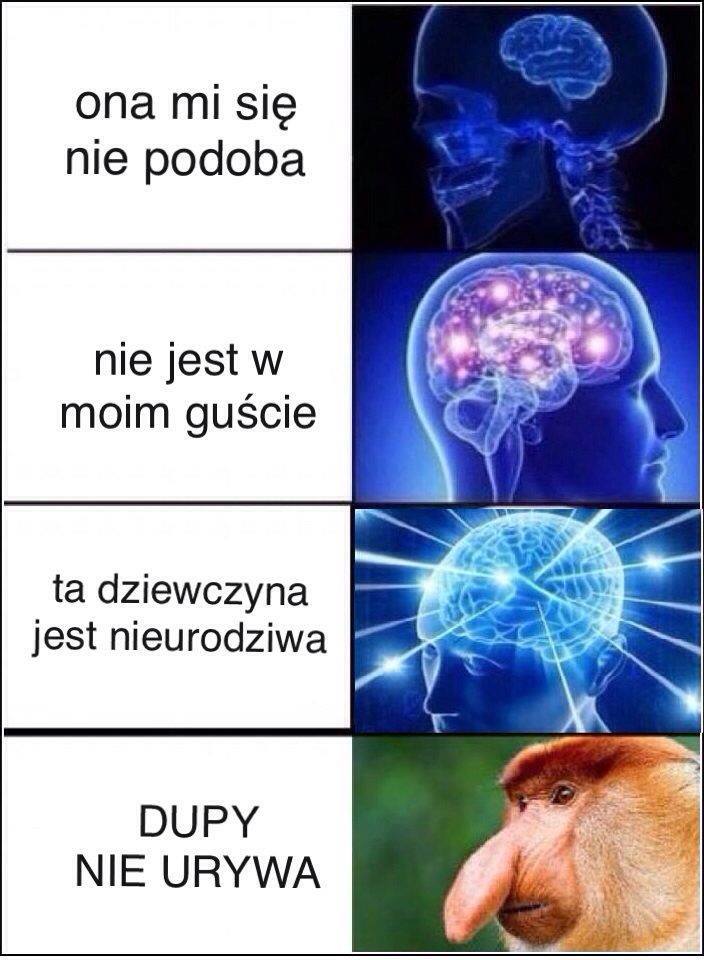 ona mi się
nie podoba
nie jest w
moim guście
ta dziewczyna
jest nieurodziwa
DUPY
NIE URYWA